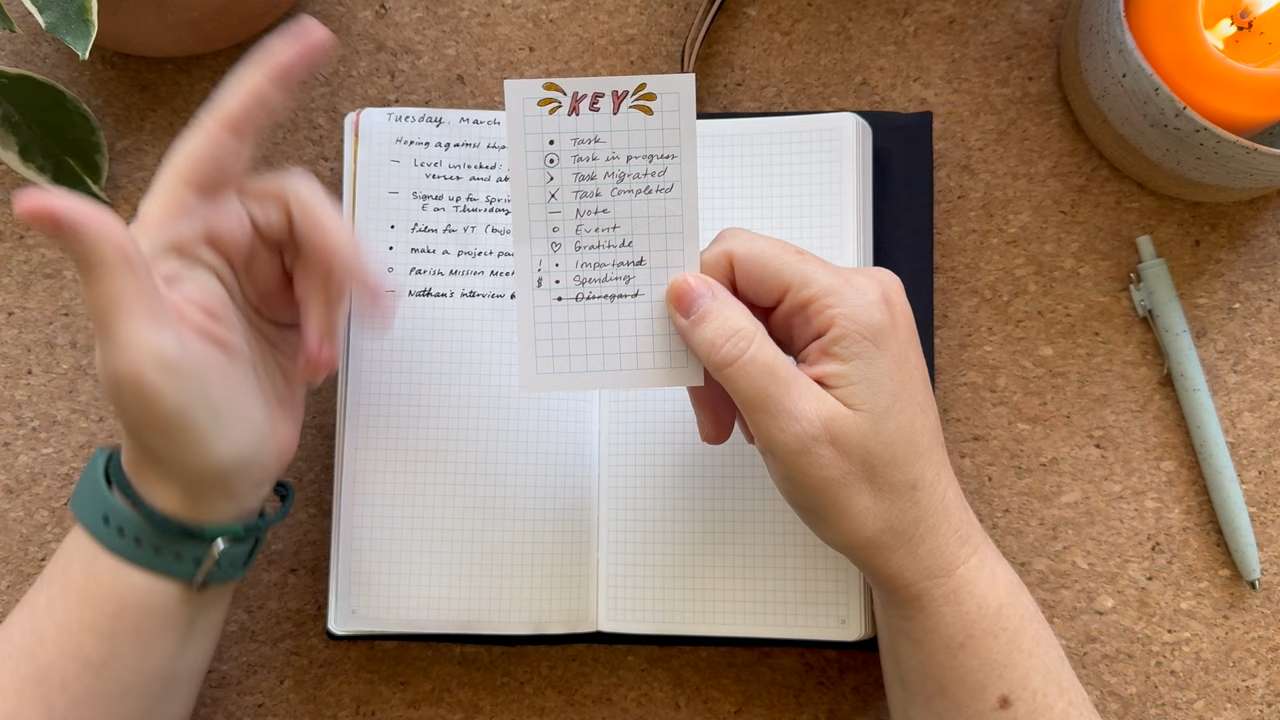 Tuesday, March
Hoping against
— Level unlocked:
verses and
— Signed up for
E on Thursday
• film for YT (bujo
• make a project
○ Parish Mission Meet
— Nathan's interview
KEY
• Task
⦿ Task in progress
> Task Migrated
X Task Completed
— Note
○ Event
♡ Gratitude
! • Important
$ • Spending
• Disregard